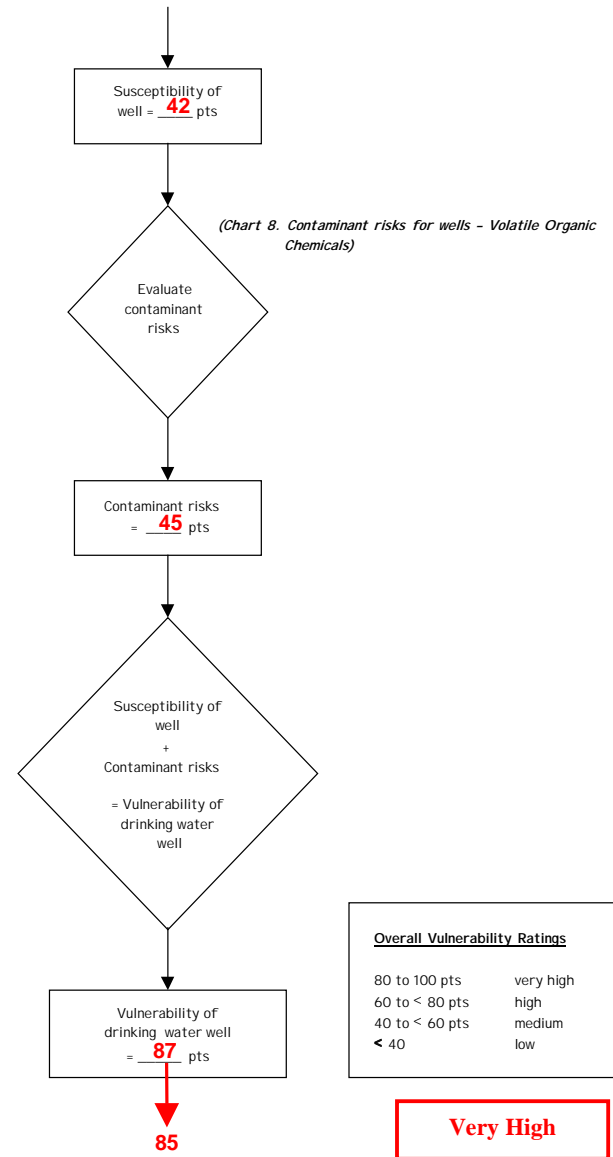 Susceptibility of
well = 42 pts
(Chart 8. Contaminant risks for wells – Volatile Organic
Chemicals)
Evaluate
contaminant
risks
Contaminant risks
= 45 pts
Susceptibility of
well
+
Contaminant risks
= Vulnerability of
drinking water
well
Overall Vulnerability Ratings
80 to 100 pts very high
60 to < 80 pts high
40 to < 60 pts medium
< 40 low
Vulnerability of
drinking water well
= 87 pts
85
Very High